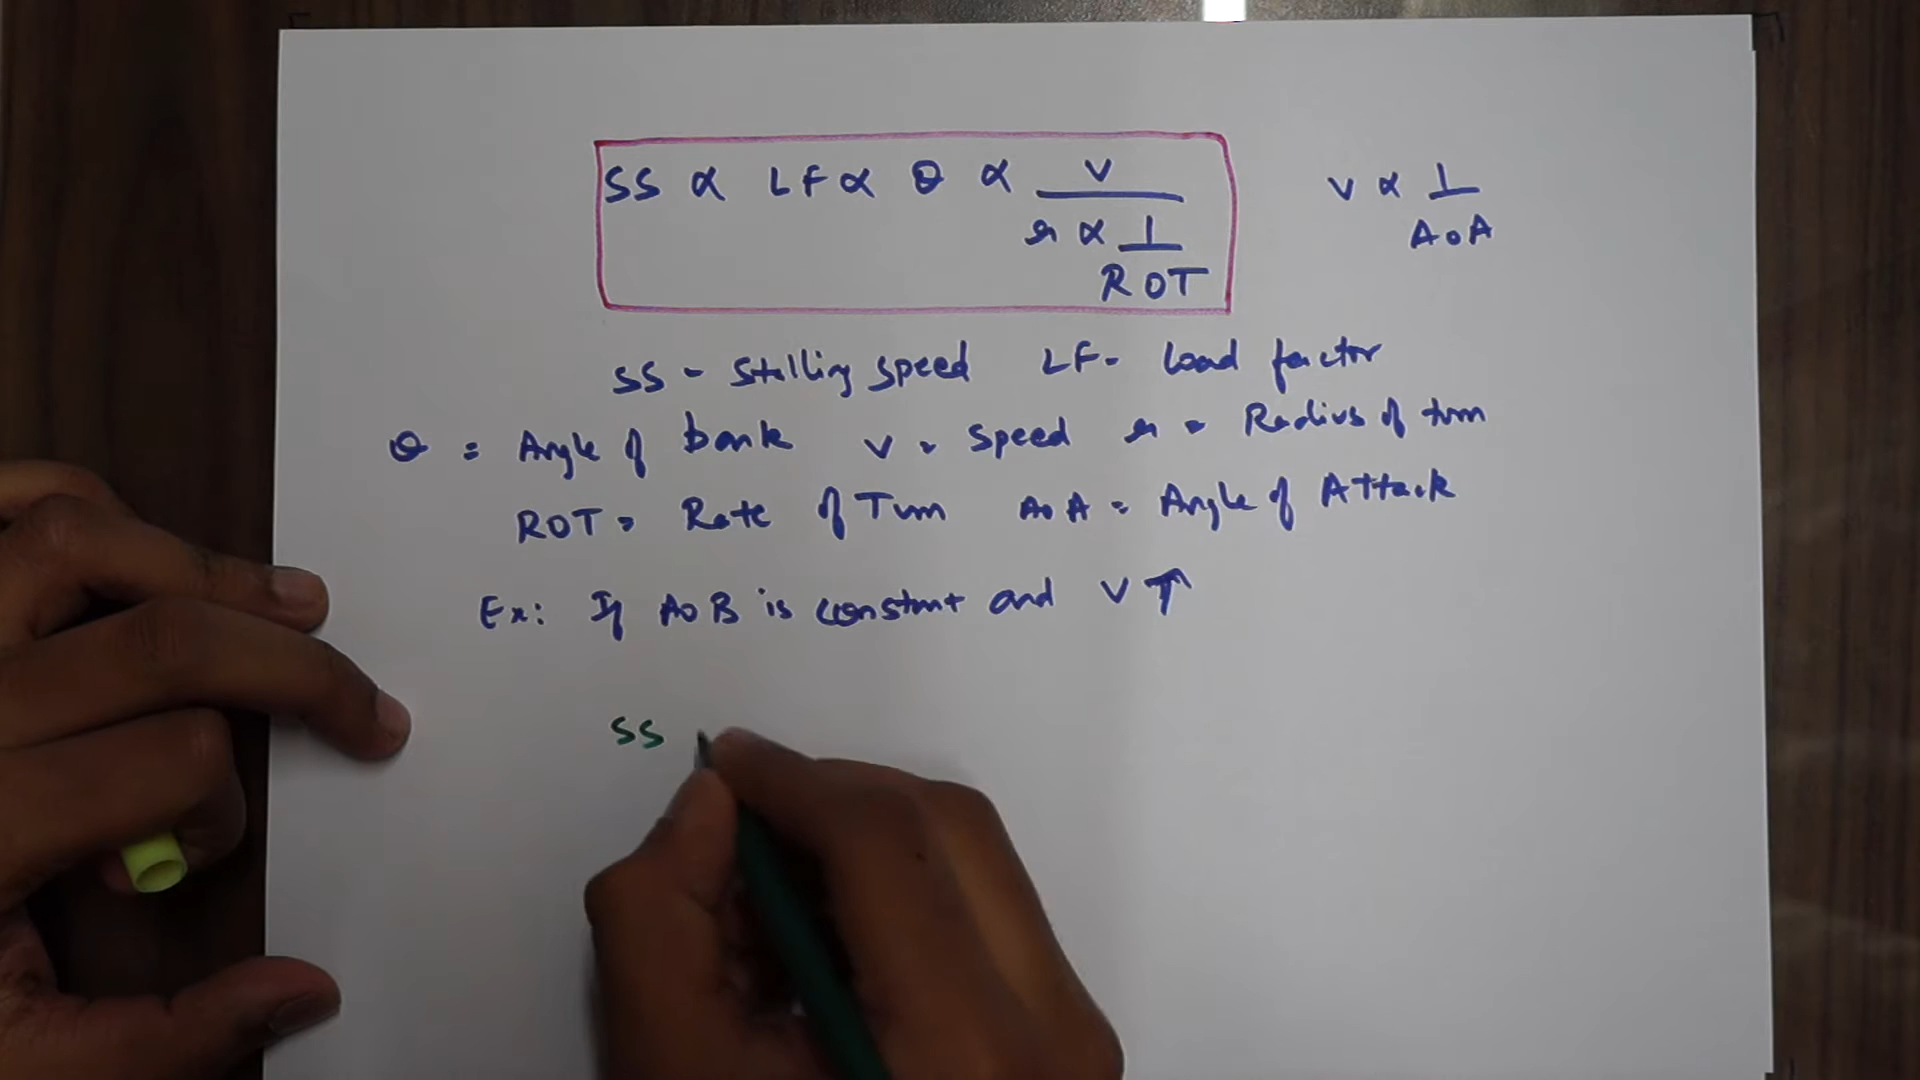 SS ∝ LF ∝ θ ∝ V / r ∝ 1 / ROT
V ∝ 1 / AoA
SS - Stalling Speed LF - Load factor
θ = Angle of bank V = Speed r = Radius of turn
ROT = Rate of Turn AoA = Angle of Attack
Ex: If AOB is constant and V ↑
SS